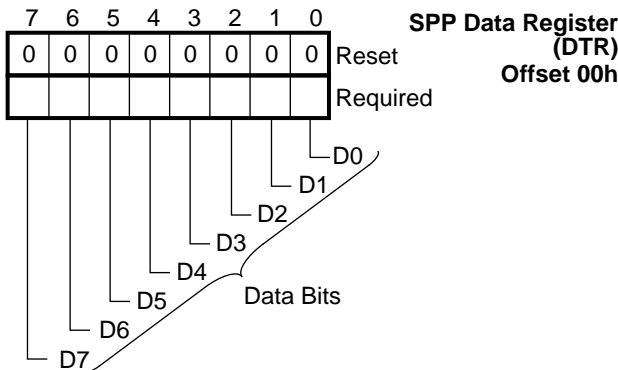 7 6 5 4 3 2 1 0
SPP Data Register
(DTR)
Offset 00h
0 0 0 0 0 0 0 0 Reset
Required
D0
D1
D2
D3
D4
D5
D6
D7
Data Bits